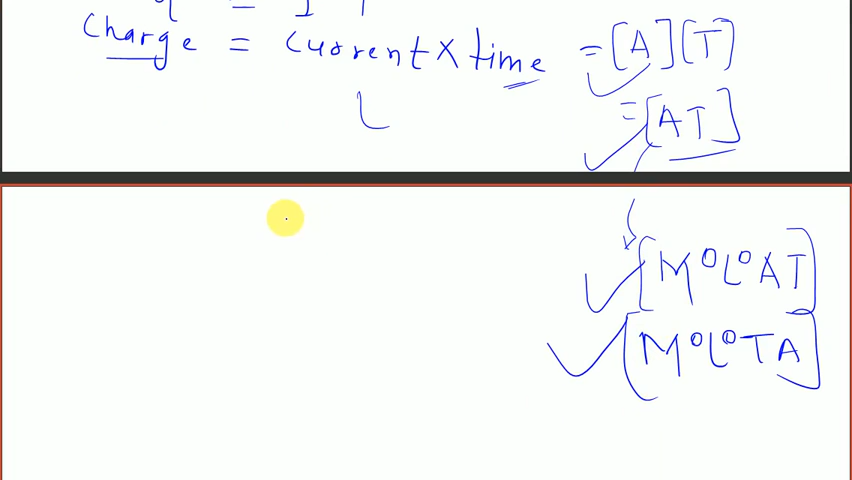 Charge = Current X time = [A][T]
= [AT]
[M⁰L⁰AT]
[M⁰L⁰TA]